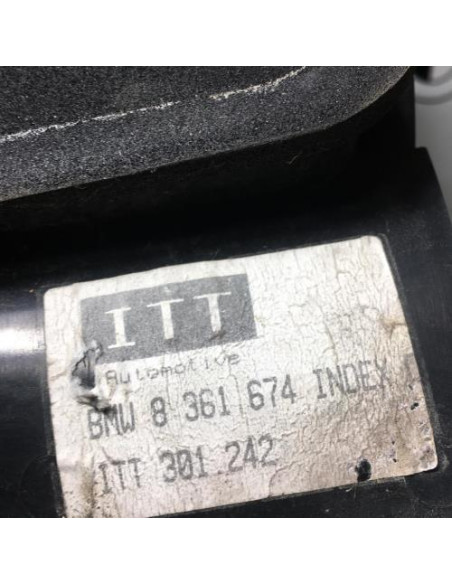 ITT
Automotive
BMW 8 361 674 INDEX
ITT 301.242